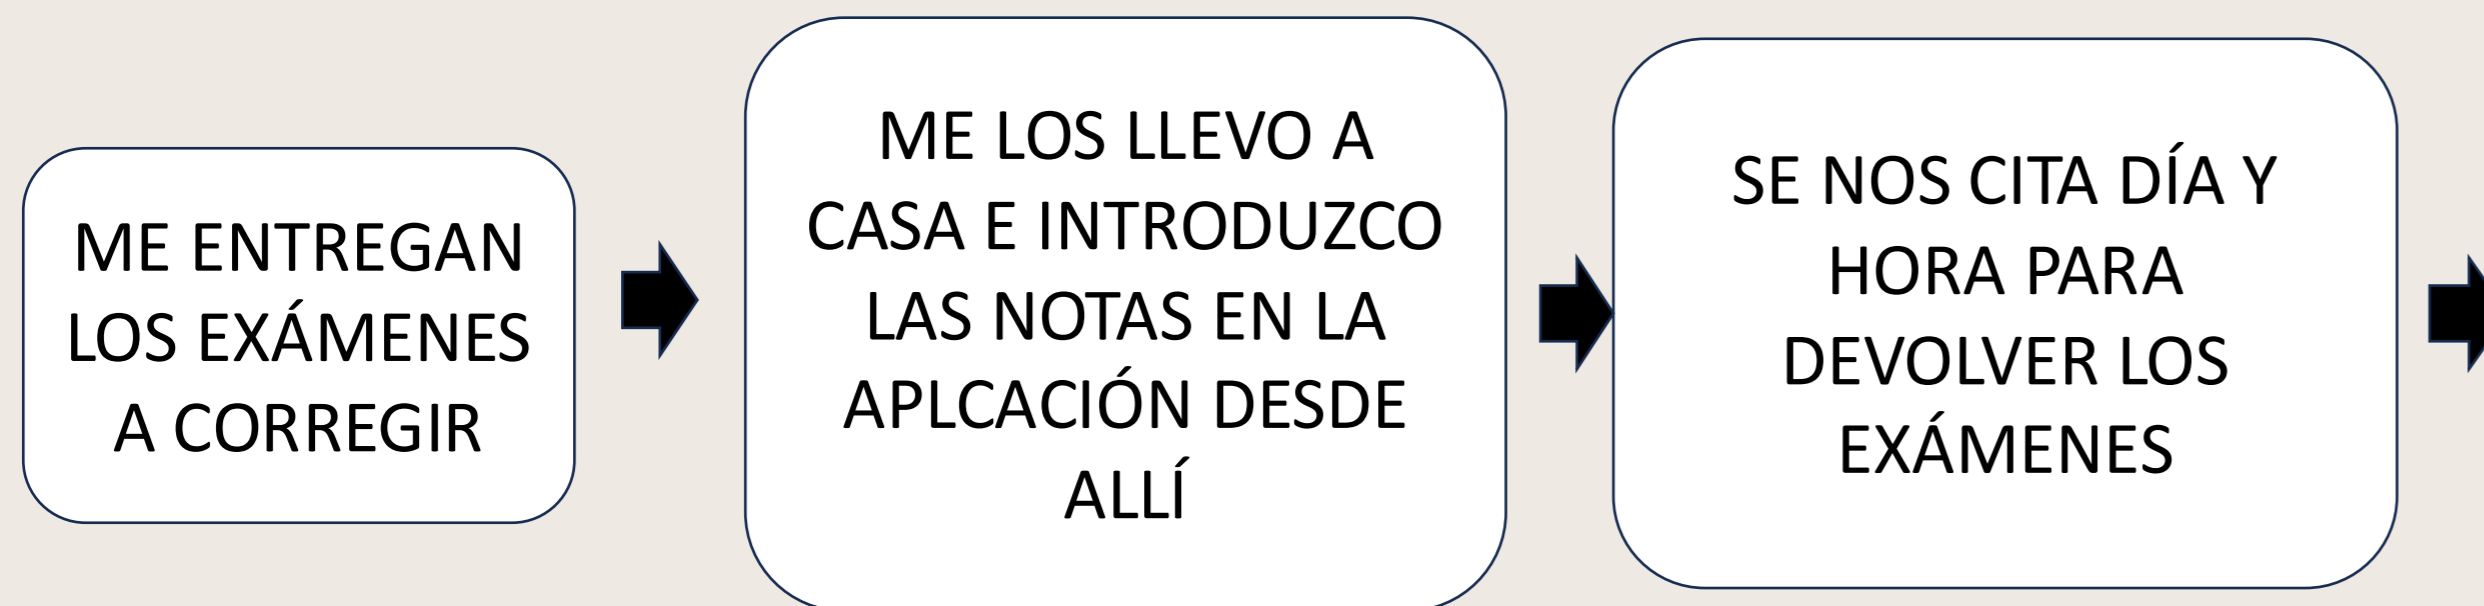 ME ENTREGAN
LOS EXÁMENES
A CORREGIR
ME LOS LLEVO A
CASA E INTRODUZCO
LAS NOTAS EN LA
APLCACIÓN DESDE
ALLÍ
SE NOS CITA DÍA Y
HORA PARA
DEVOLVER LOS
EXÁMENES